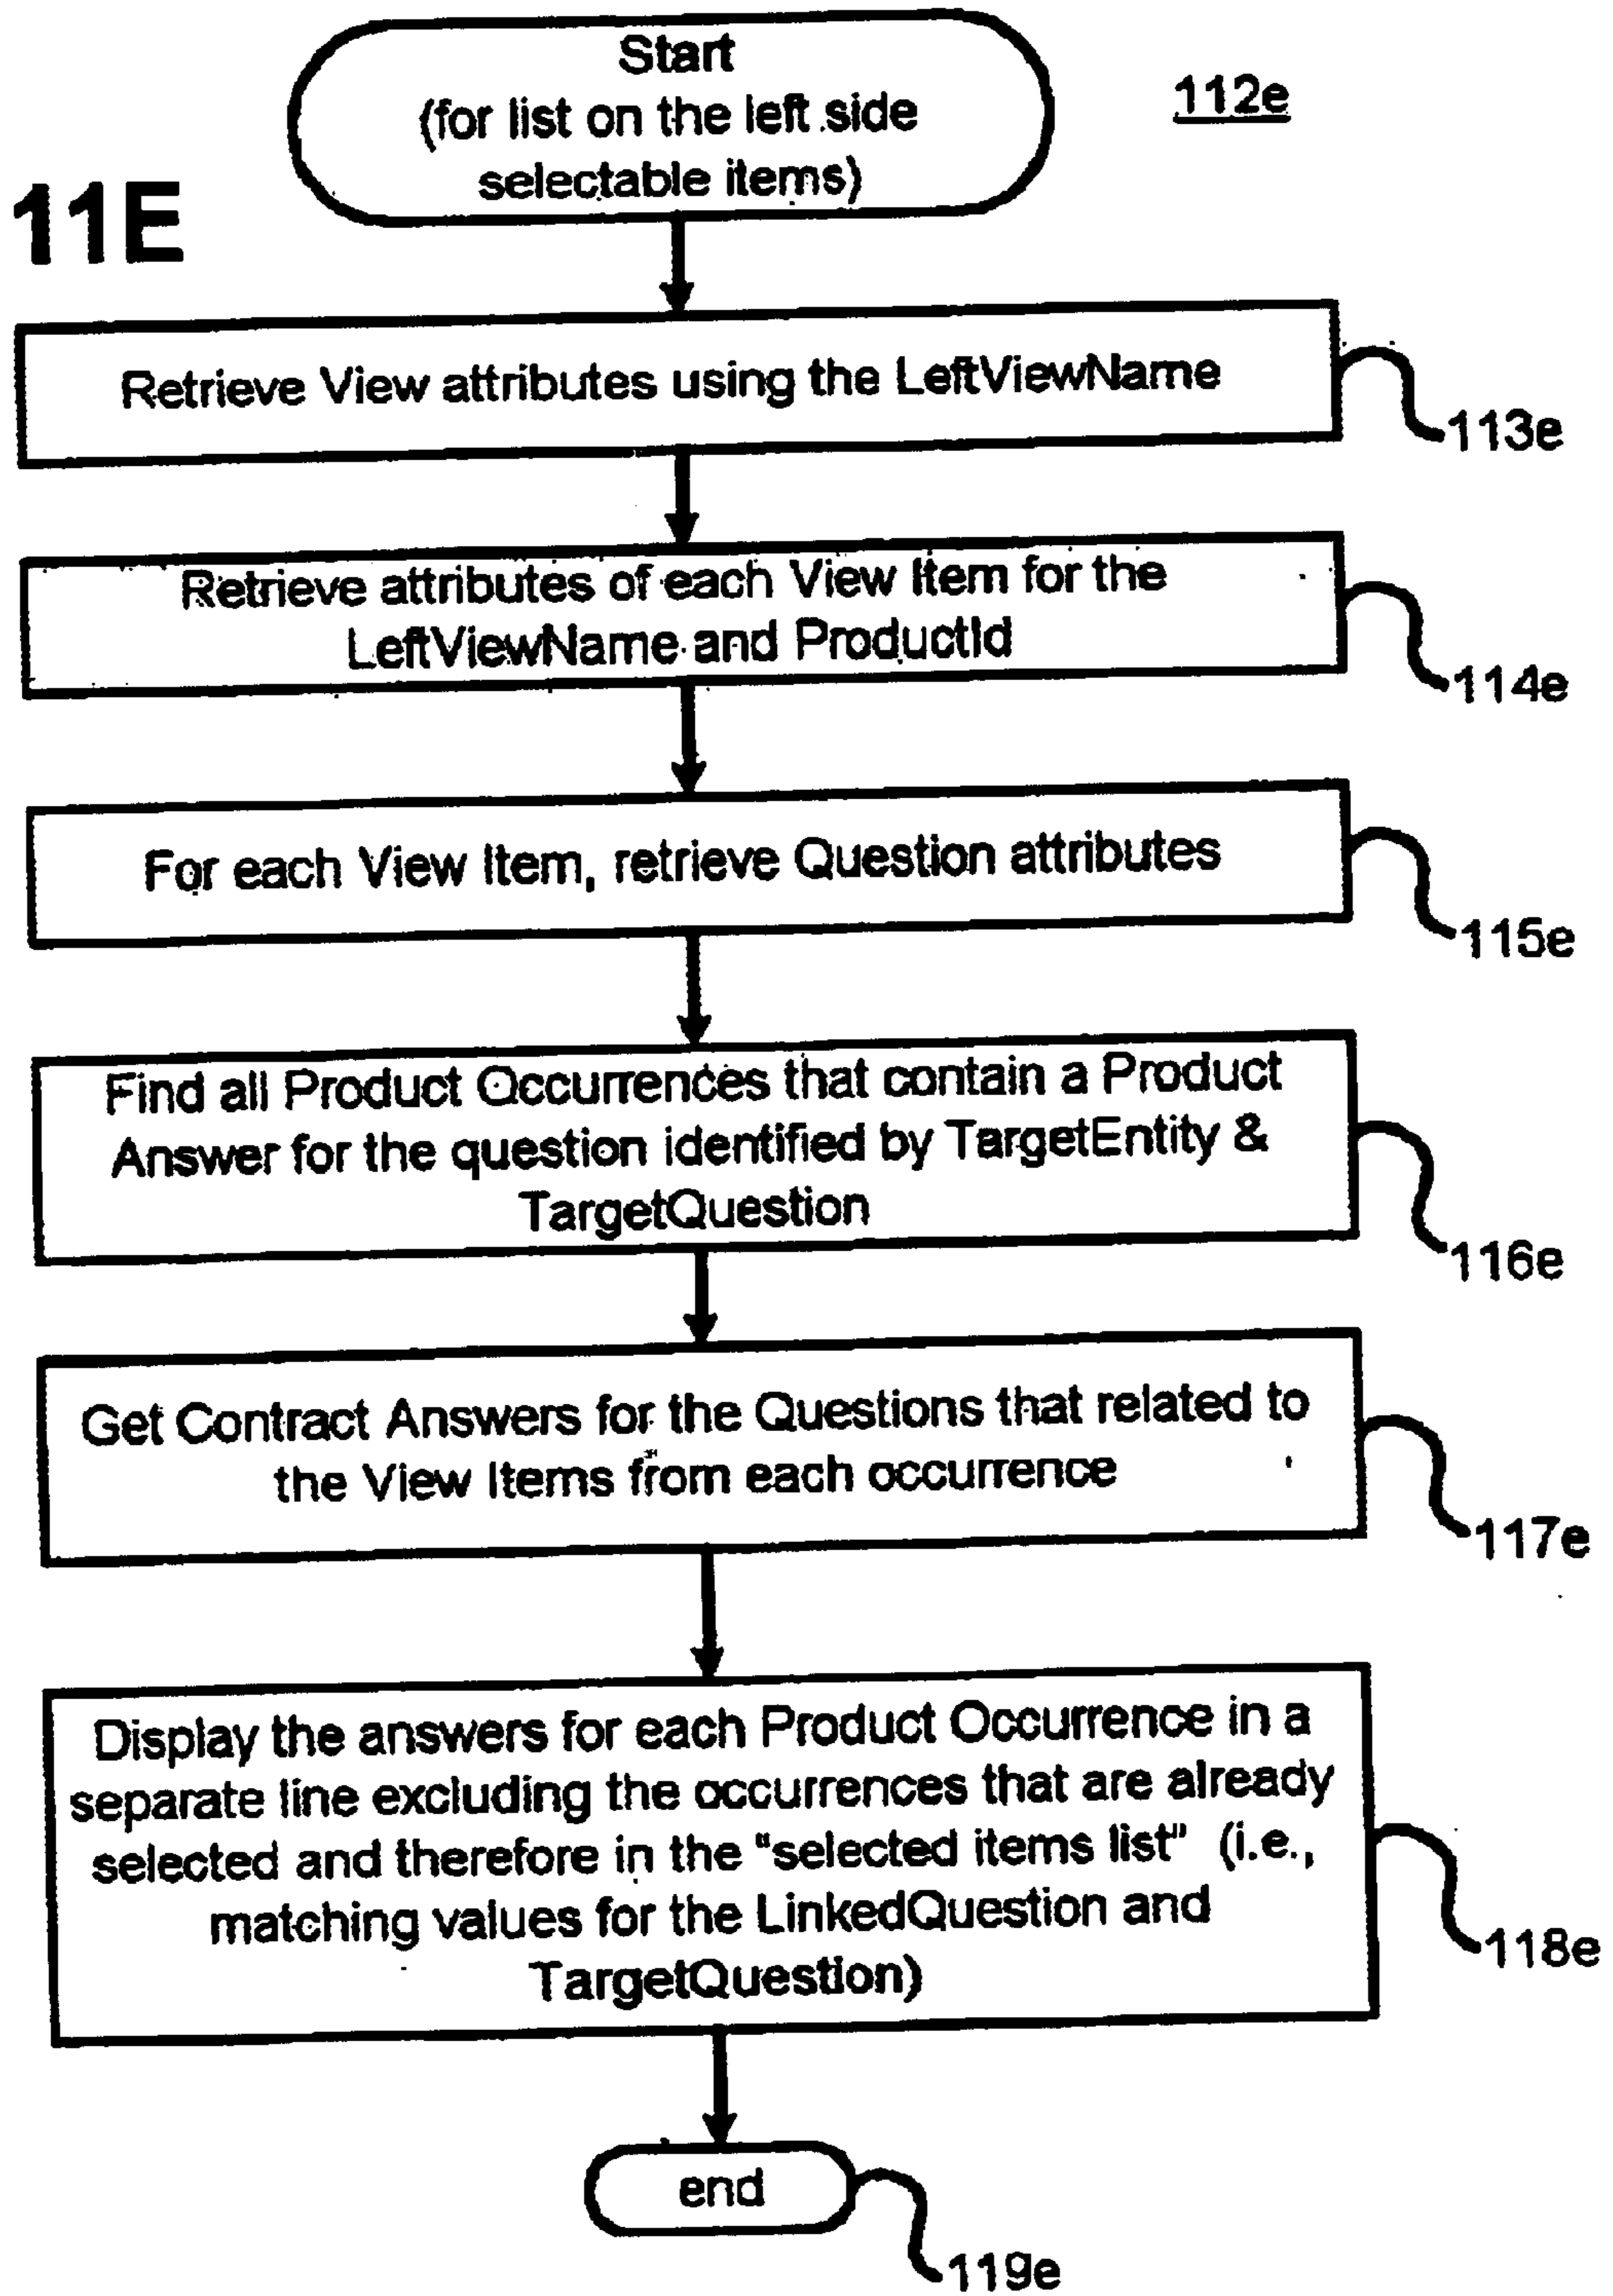 Start
(for list on the left side
selectable items)
112e
11E
Retrieve View attributes using the LeftViewName
113e
Retrieve attributes of each View Item for the
LeftViewName and ProductId
114e
For each View Item, retrieve Question attributes
115e
Find all Product Occurrences that contain a Product
Answer for the question identified by TargetEntity &
TargetQuestion
116e
Get Contract Answers for the Questions that related to
the View Items from each occurrence
117e
Display the answers for each Product Occurrence in a
separate line excluding the occurrences that are already
selected and therefore in the "selected items list" (i.e.,
matching values for the LinkedQuestion and
TargetQuestion)
118e
end
119e